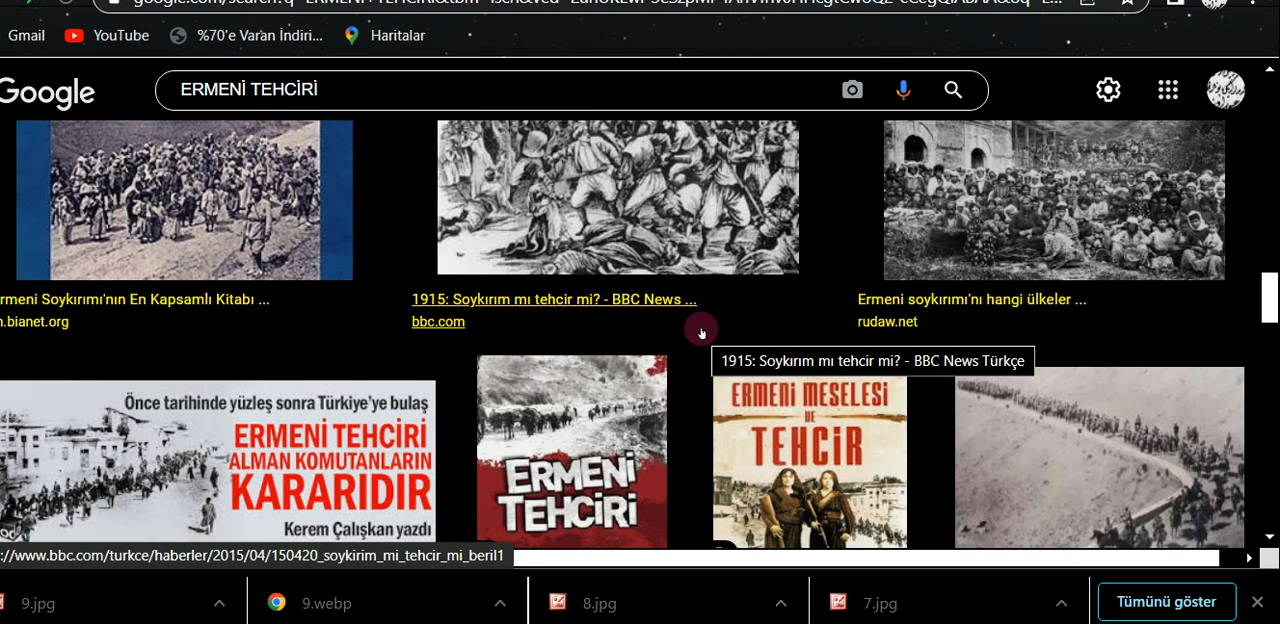 Gmail YouTube %70'e Varan İndiri... Haritalar
Google ERMENİ TEHCİRİ
rmeni Soykırımı'nın En Kapsamlı Kitabı ...
n.bianet.org
1915: Soykırım mı tehcir mi? - BBC News ...
bbc.com
Ermeni soykırımı'nı hangi ülkeler ...
rudaw.net
1915: Soykırım mı tehcir mi? - BBC News Türkçe
Önce tarihinde yüzleş sonra Türkiye'ye bulaş
ERMENİ TEHCİRİ
ALMAN KOMUTANLARIN
KARARIDIR
Kerem Çalışkan yazdı
ERMENİ
TEHCİRİ
ERMENİ MESELESİ
VE
TEHCİR
://www.bbc.com/turkce/haberler/2015/04/150420_soykirim_mi_tehcir_mi_beril1
9.jpg 9.webp 8.jpg 7.jpg Tümünü göster